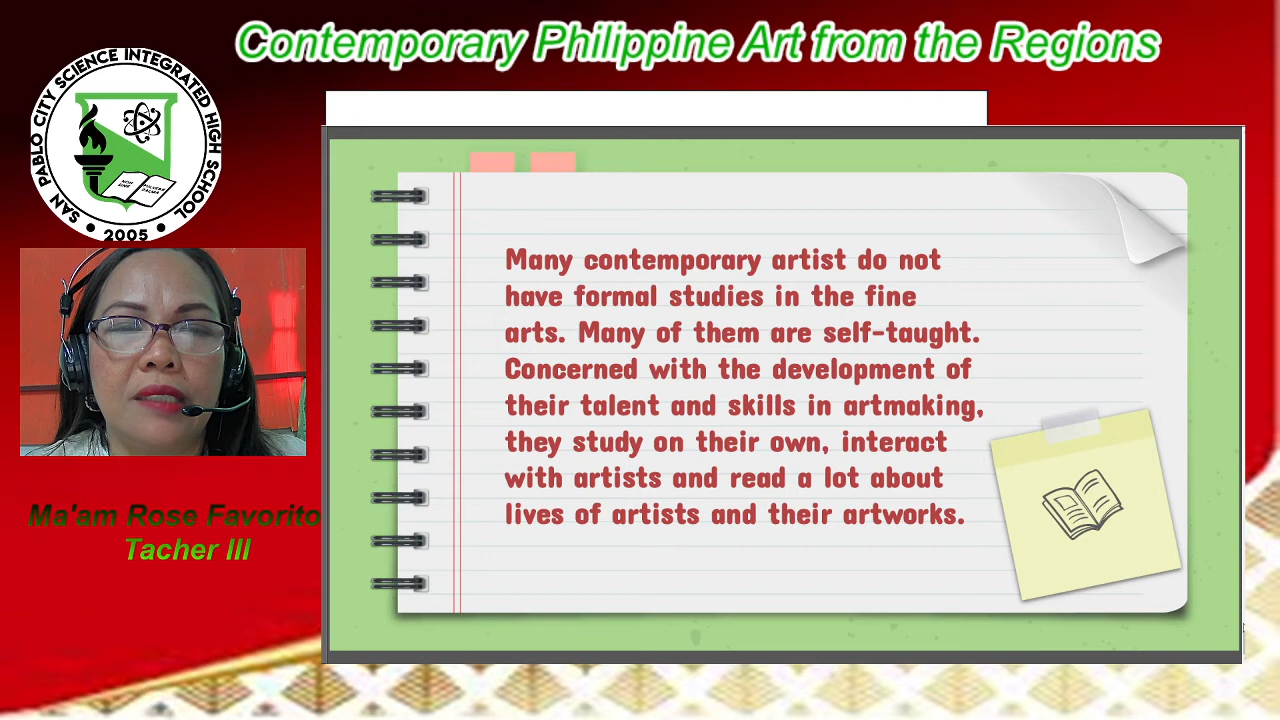 Contemporary Philippine Art from the Regions
SAN PABLO CITY SCIENCE INTEGRATED HIGH SCHOOL
• 2005 •
Ma'am Rose Favorito
Tacher III
Many contemporary artist do not
have formal studies in the fine
arts. Many of them are self-taught.
Concerned with the development of
their talent and skills in artmaking,
they study on their own, interact
with artists and read a lot about
lives of artists and their artworks.